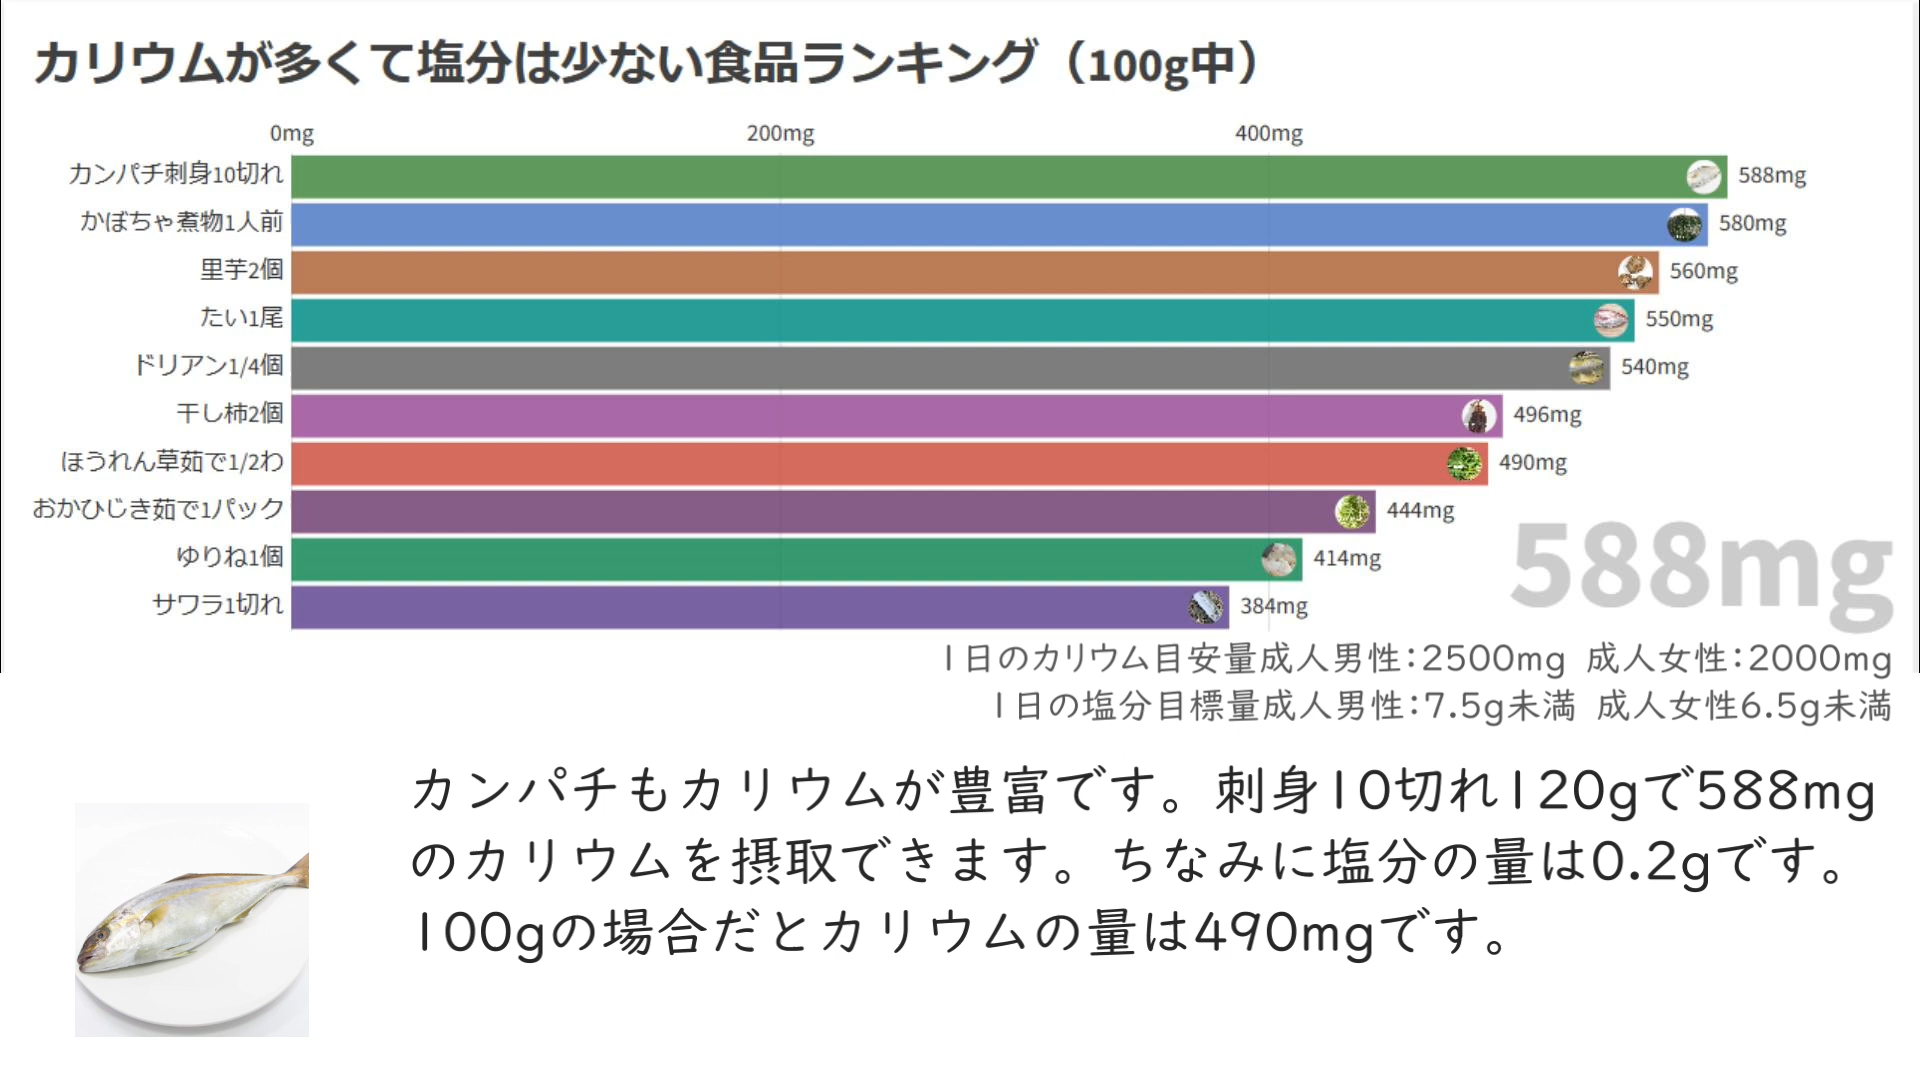 カリウムが多くて塩分は少ない食品ランキング（100g中）
0mg 200mg 400mg
カンパチ刺身10切れ 588mg
かぼちゃ煮物1人前 580mg
里芋2個 560mg
たい1尾 550mg
ドリアン1/4個 540mg
干し柿2個 496mg
ほうれん草茹で1/2わ 490mg
おかひじき茹で1パック 444mg
ゆりね1個 414mg
サワラ1切れ 384mg
588mg
1日のカリウム目安量成人男性：2500mg 成人女性：2000mg
1日の塩分目標量成人男性：7.5g未満 成人女性6.5g未満
カンパチもカリウムが豊富です。刺身10切れ120gで588mg
のカリウムを摂取できます。ちなみに塩分の量は0.2gです。
100gの場合だとカリウムの量は490mgです。